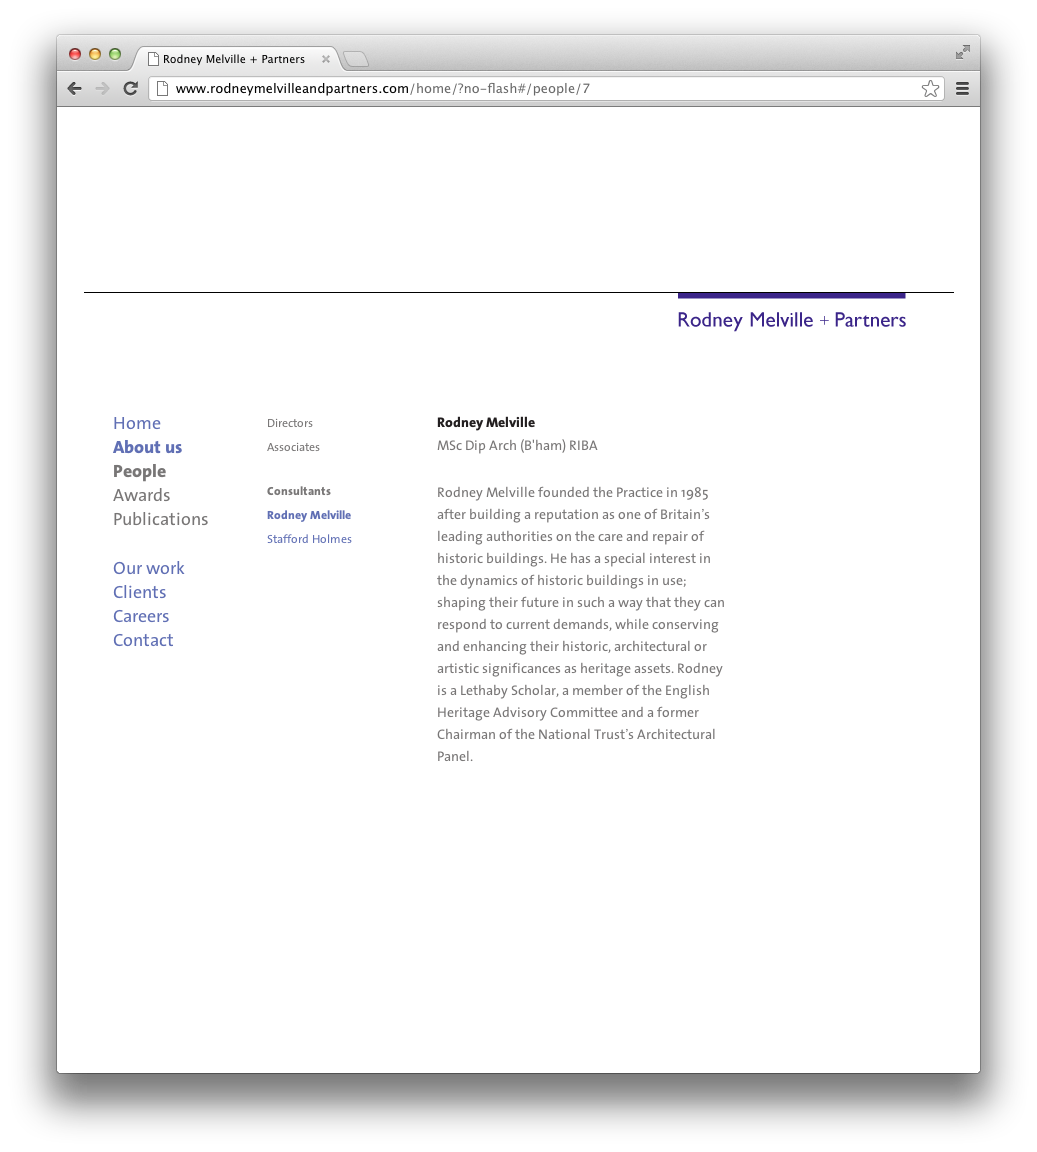 Rodney Melville + Partners
www.rodneymelvilleandpartners.com/home/?no-flash#/people/7
Rodney Melville + Partners
Home
About us
People
Awards
Publications
Our work
Clients
Careers
Contact
Directors
Associates
Consultants
Rodney Melville
Stafford Holmes
Rodney Melville
MSc Dip Arch (B'ham) RIBA
Rodney Melville founded the Practice in 1985
after building a reputation as one of Britain's
leading authorities on the care and repair of
historic buildings. He has a special interest in
the dynamics of historic buildings in use;
shaping their future in such a way that they can
respond to current demands, while conserving
and enhancing their historic, architectural or
artistic significances as heritage assets. Rodney
is a Lethaby Scholar, a member of the English
Heritage Advisory Committee and a former
Chairman of the National Trust's Architectural
Panel.